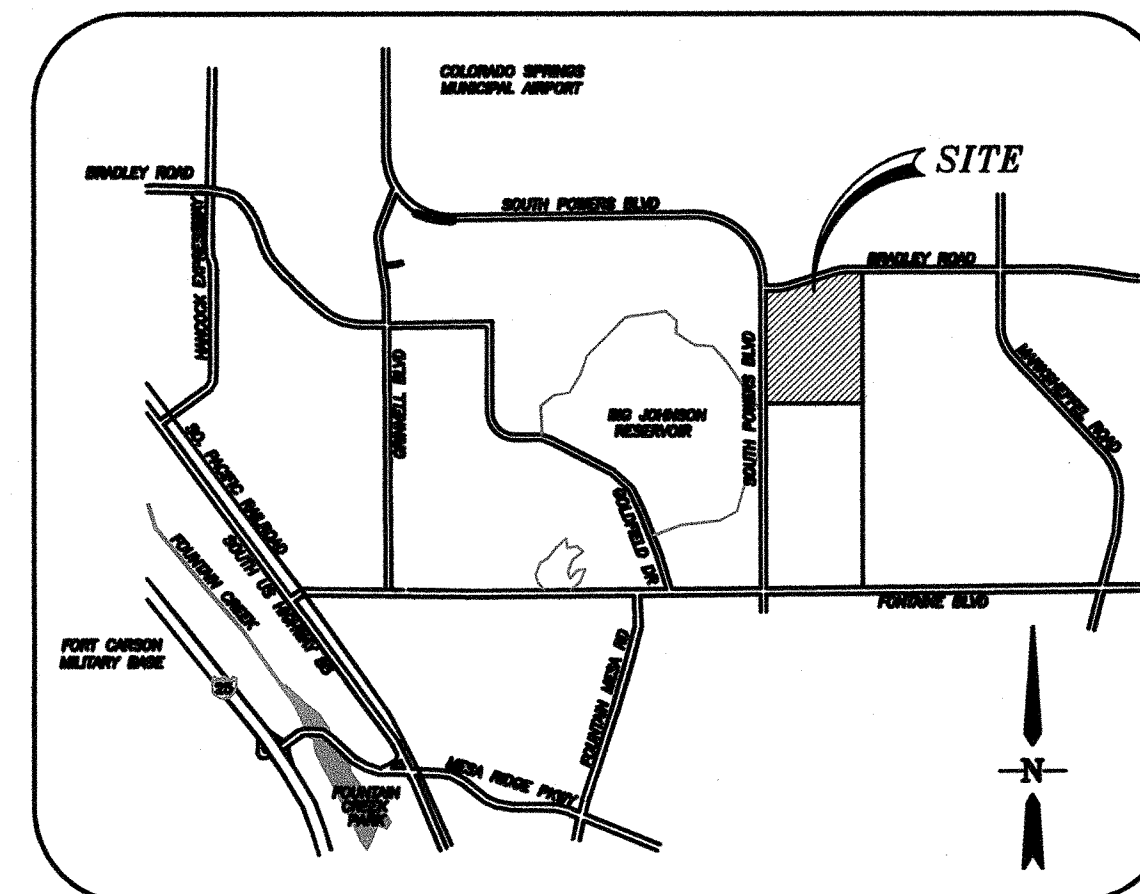 COLORADO SPRINGS
MUNICIPAL AIRPORT
SITE
BRADLEY ROAD
SOUTH POWERS BLVD
HANCOCK EXPRESSWAY
BRADLEY ROAD
GRINNELL BLVD
SOUTH POWERS BLVD
MARKSHEFFEL ROAD
BIG JOHNSON
RESERVOIR
SO. PACIFIC RAILROAD
GOLDFIELD DR
FOUNTAIN CREEK
SOUTH US HIGHWAY 85
FONTAINE BLVD
FORT CARSON
MILITARY BASE
25
FOUNTAIN MESA RD
MESA RIDGE PKWY
FOUNTAIN
CREEK
PARK
N